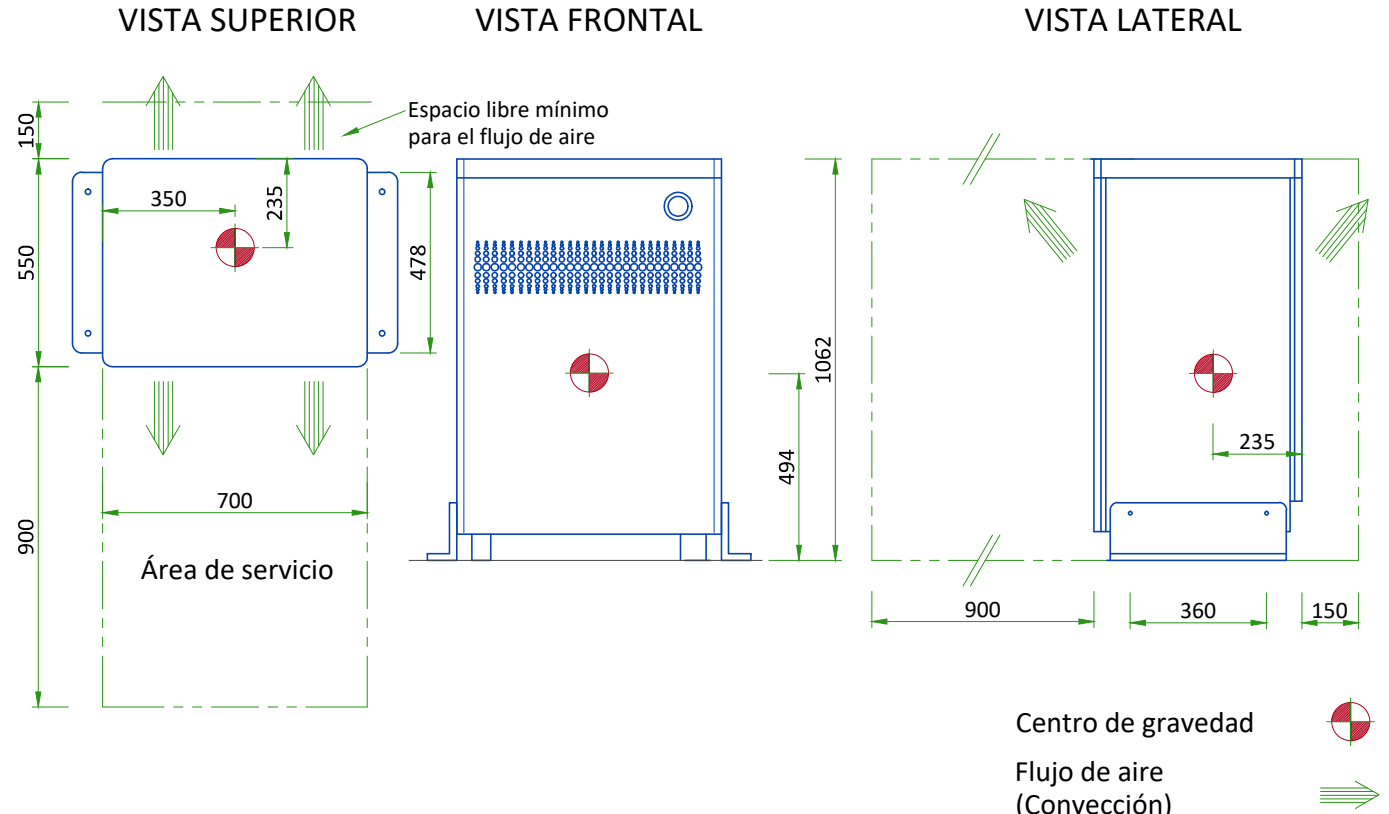 VISTA SUPERIOR
VISTA FRONTAL
VISTA LATERAL
Espacio libre mínimo
para el flujo de aire
150
350
235
550
478
1062
494
235
700
900
Área de servicio
900
360
150
Centro de gravedad
Flujo de aire
(Convección)